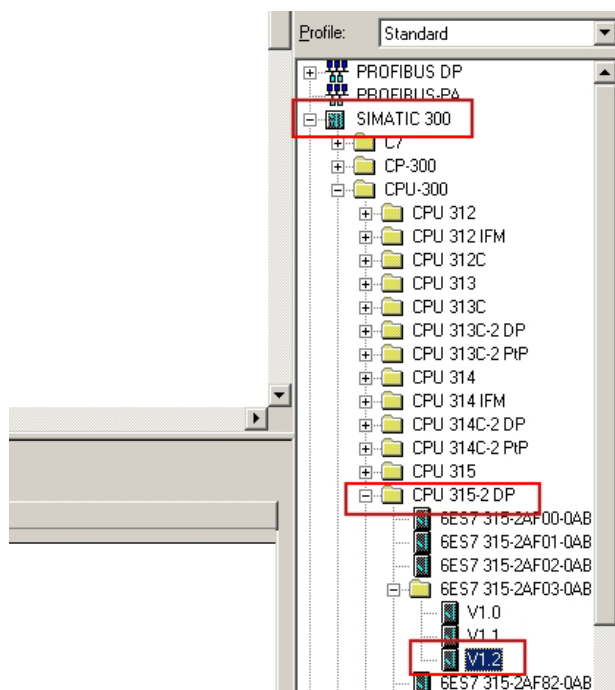 Profile: Standard
PROFIBUS DP
PROFIBUS-PA
SIMATIC 300
C7
CP-300
CPU-300
CPU 312
CPU 312 IFM
CPU 312C
CPU 313
CPU 313C
CPU 313C-2 DP
CPU 313C-2 PtP
CPU 314
CPU 314 IFM
CPU 314C-2 DP
CPU 314C-2 PtP
CPU 315
CPU 315-2 DP
6ES7 315-2AF00-0AB
6ES7 315-2AF01-0AB
6ES7 315-2AF02-0AB
6ES7 315-2AF03-0AB
V1.0
V1.1
V1.2
6ES7 315-2AF82-0AB